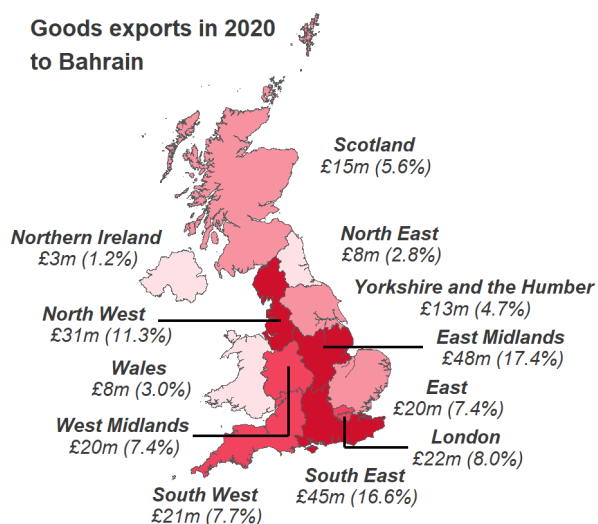 Goods exports in 2020
to Bahrain
Scotland
£15m (5.6%)
Northern Ireland
£3m (1.2%)
North East
£8m (2.8%)
Yorkshire and the Humber
£13m (4.7%)
North West
£31m (11.3%)
East Midlands
£48m (17.4%)
Wales
£8m (3.0%)
East
£20m (7.4%)
West Midlands
£20m (7.4%)
London
£22m (8.0%)
South East
£45m (16.6%)
South West
£21m (7.7%)